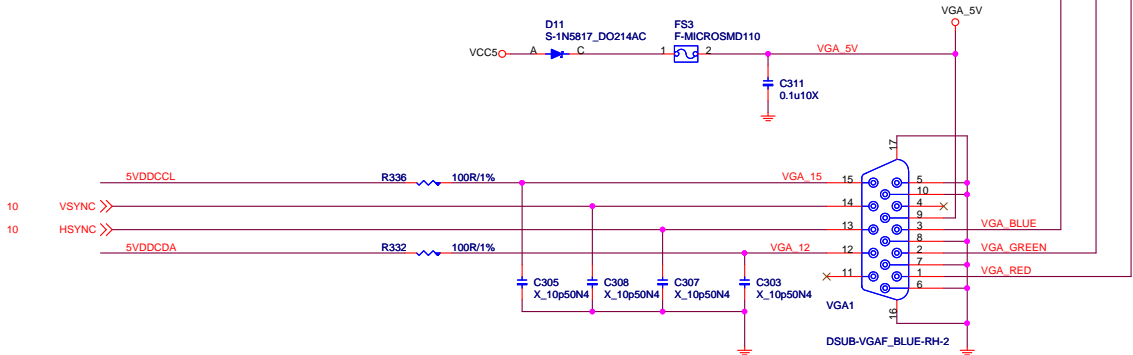 VGA_5V
D11
S-1N5817_DO214AC
FS3
F-MICROSMD110
VCC5
A
C
1
2
VGA_5V
C311
0.1u10X
17
5VDDCCL
R336
100R/1%
VGA_15
15
5
10
10
VSYNC
14
4
9
10
HSYNC
13
3
VGA_BLUE
8
5VDDCDA
R332
100R/1%
VGA_12
12
2
VGA_GREEN
7
11
1
VGA_RED
6
C305
X_10p50N4
C308
X_10p50N4
C307
X_10p50N4
C303
X_10p50N4
VGA1
16
DSUB-VGAF_BLUE-RH-2